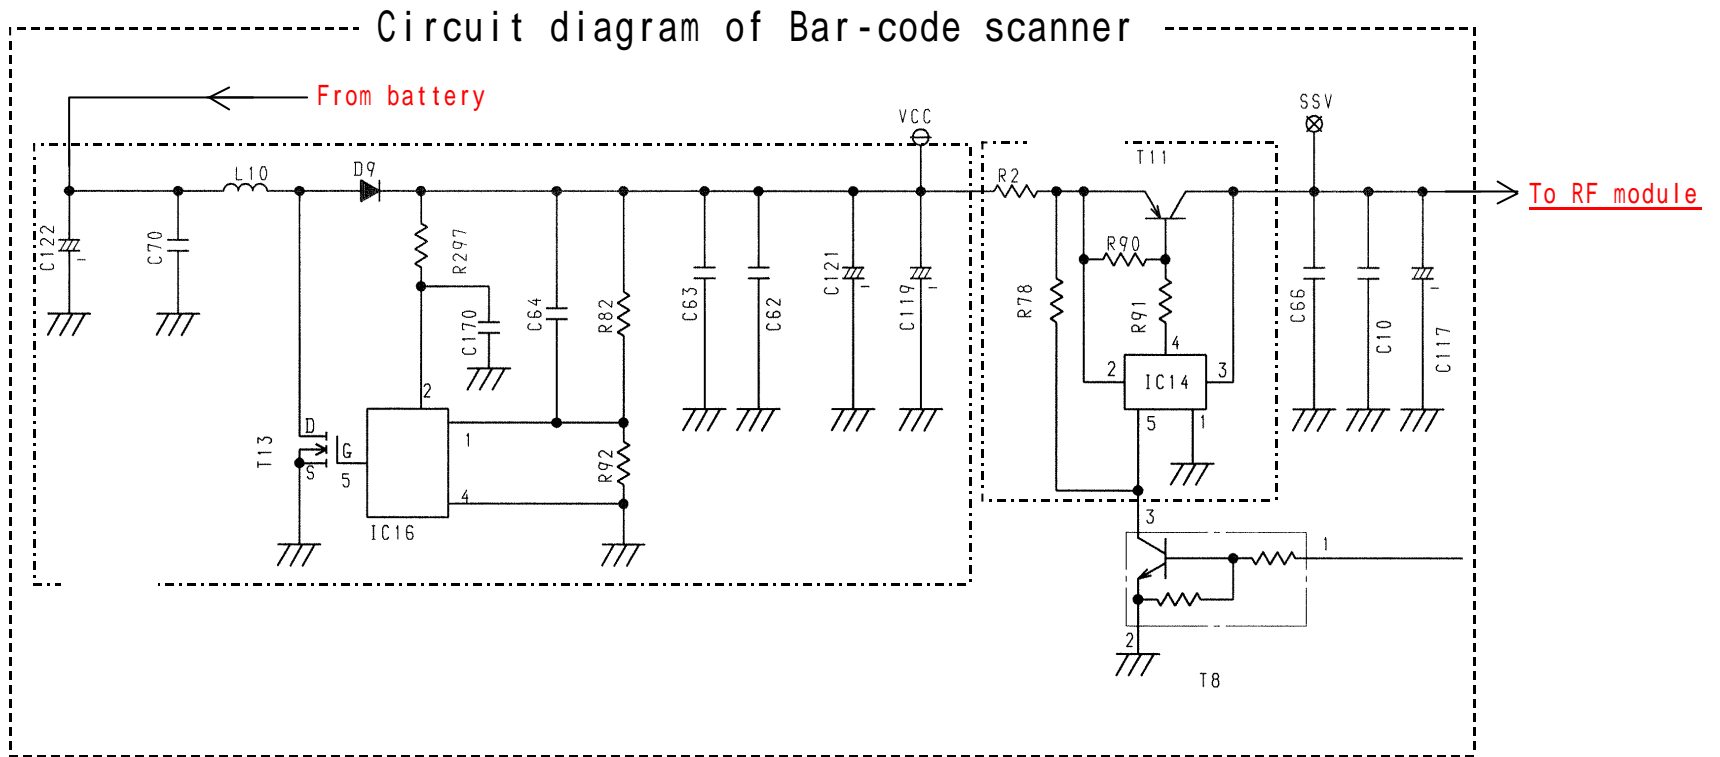 Circuit diagram of Bar-code scanner
From battery
SSV
VCC
T11
L10
D9
R2
To RF module
C122
C70
R297
R90
C121
C119
C63
C62
R78
C66
C64
R82
R91
C170
C10
C117
4
2
3
IC14
2
5
1
D
T13
G
1
S
5
R92
4
IC16
3
1
2
T8